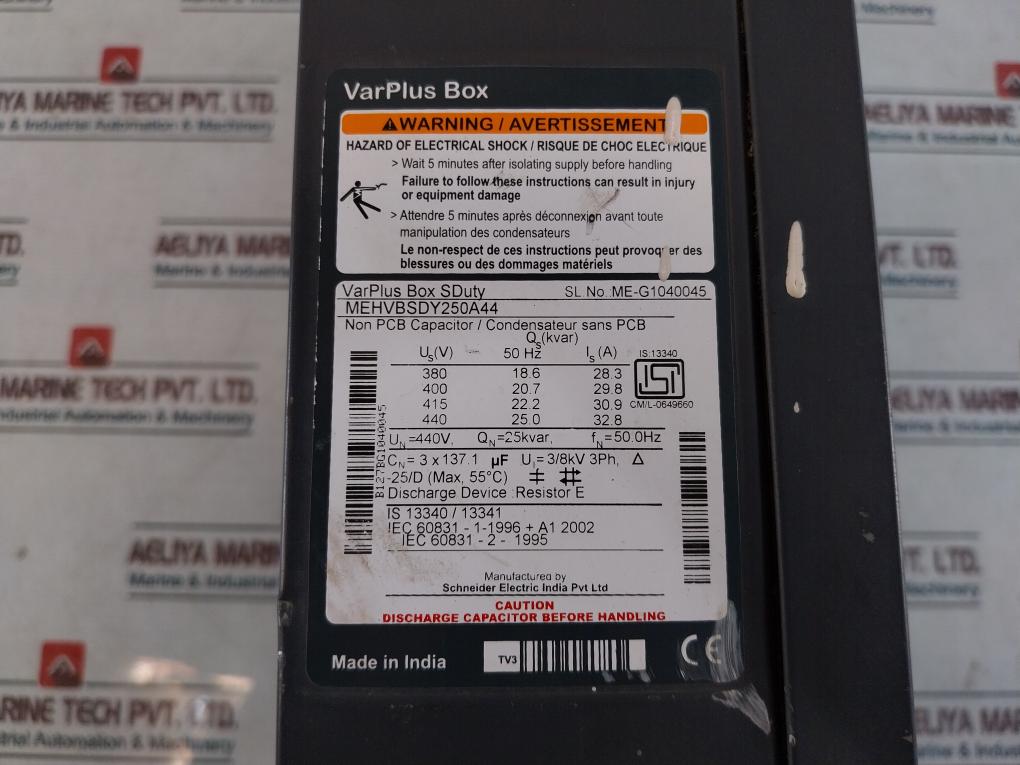 VarPlus Box
WARNING / AVERTISSEMENT
HAZARD OF ELECTRICAL SHOCK / RISQUE DE CHOC ELECTRIQUE
> Wait 5 minutes after isolating supply before handling
Failure to follow these instructions can result in injury
or equipment damage
> Attendre 5 minutes après déconnexion avant toute
manipulation des condensateurs
Le non-respect de ces instructions peut provoquer des
blessures ou des dommages matériels
VarPlus Box SDuty SL.No :ME-G1040045
MEHVBSDY250A44
Non PCB Capacitor / Condensateur sans PCB
Qs(kvar)
Us(V) 50 Hz Is (A)
380 18.6 28.3
400 20.7 29.8
415 22.2 30.9
440 25.0 32.8
IS:13340
ISI
CM/L-0649660
B127BG1040045
UN=440V, QN=25kvar, fN=50.0Hz
CN= 3 x 137.1 µF Ui= 3/8kV 3Ph, Δ
-25/D (Max, 55°C)
Discharge Device :Resistor E
IS 13340 / 13341
IEC 60831 - 1-1996 + A1 2002
IEC 60831 - 2 - 1995
Manufactured by
Schneider Electric India Pvt Ltd
CAUTION
DISCHARGE CAPACITOR BEFORE HANDLING
Made in India
TV3
CE
AELIYA MARINE TECH PVT. LTD.
Marine & Industrial Automation & Machinery